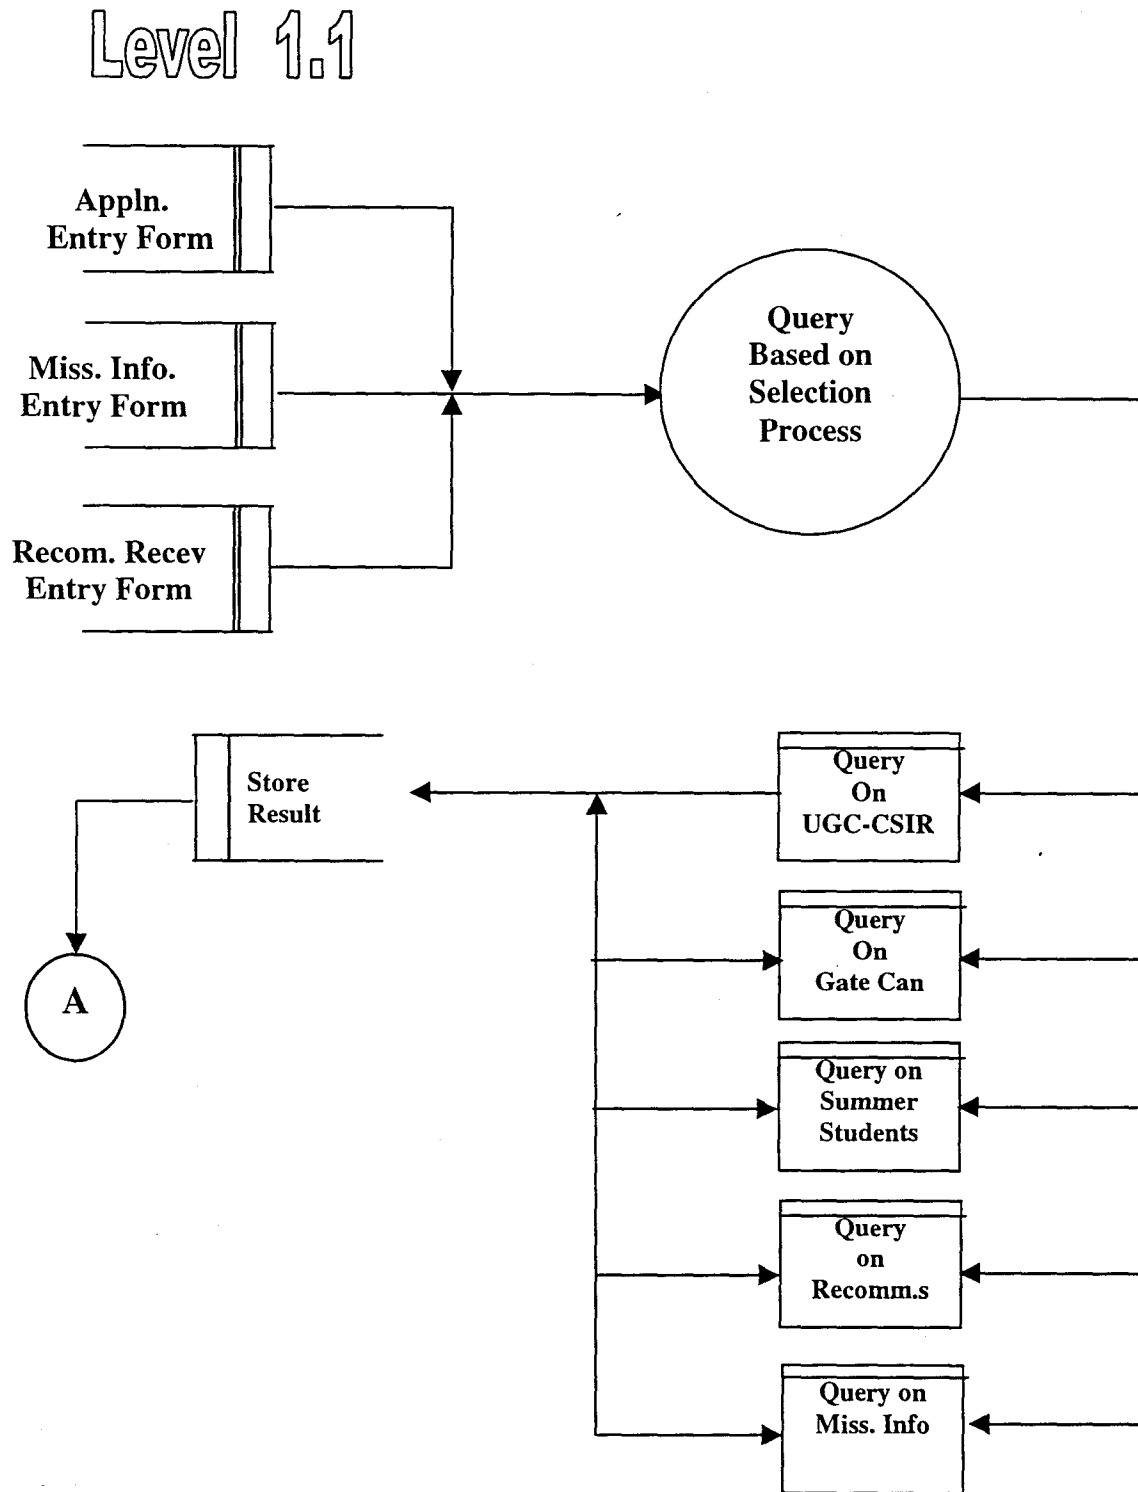 Level 1.1
Appln.
Entry Form
Miss. Info.
Entry Form
Recom. Recev
Entry Form
Query
Based on
Selection
Process
Store
Result
A
Query
On
UGC-CSIR
Query
On
Gate Can
Query on
Summer
Students
Query
on
Recomm.s
Query on
Miss. Info